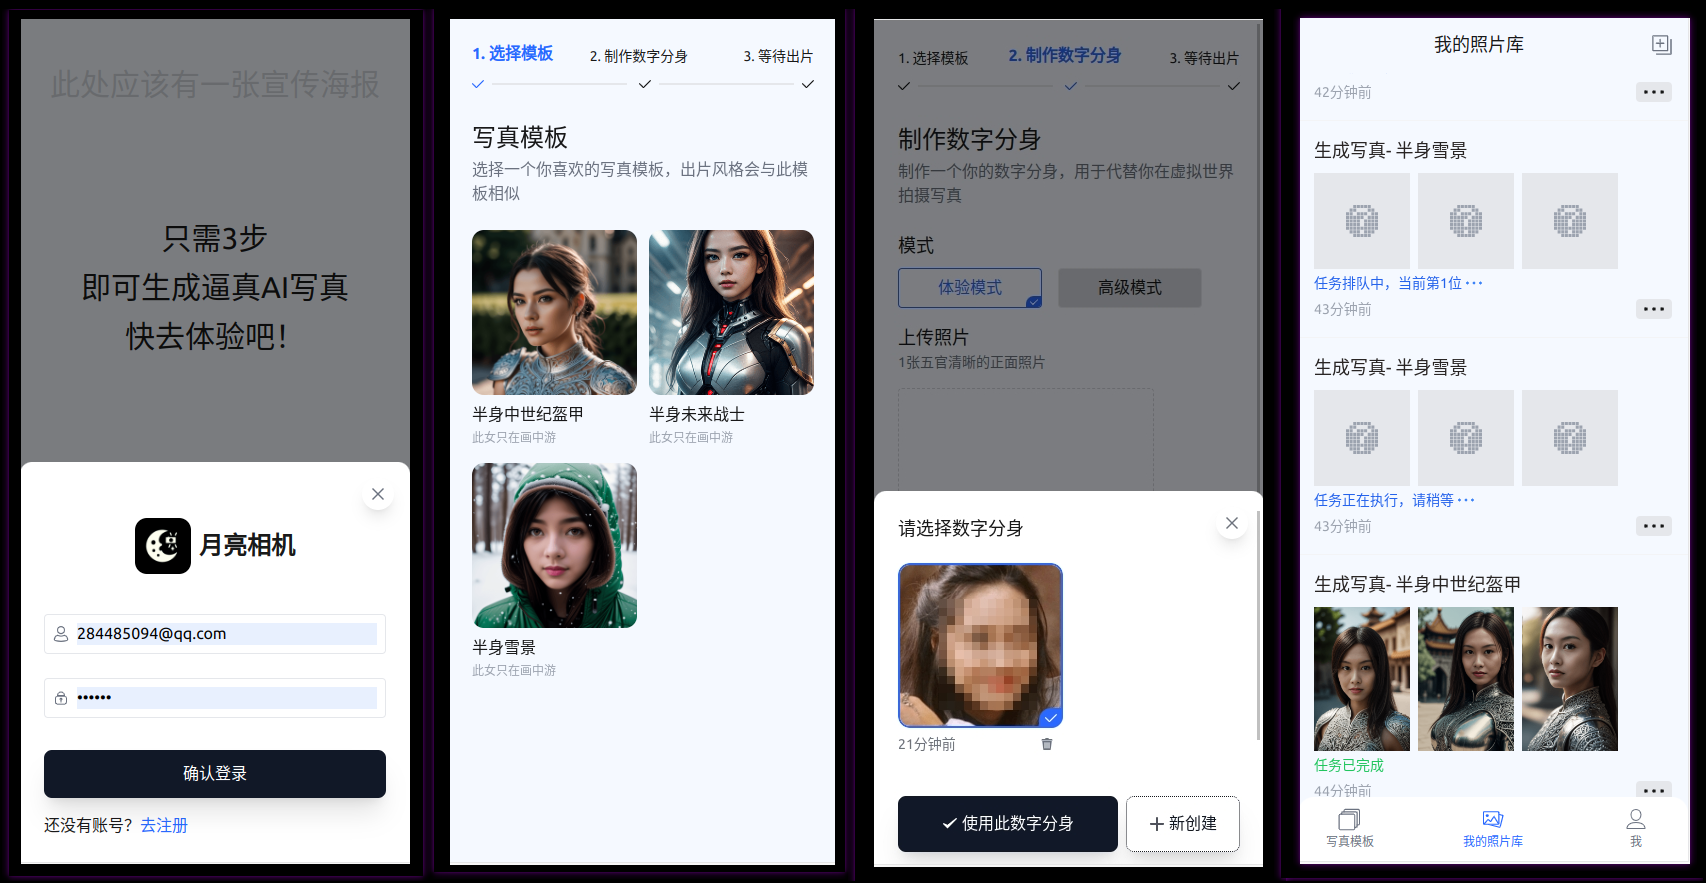 此处应该有一张宣传海报
只需3步
即可生成逼真AI写真
快去体验吧！
月亮相机
284485094@qq.com
••••••
确认登录
还没有账号？去注册
1. 选择模板
2. 制作数字分身
3. 等待出片
写真模板
选择一个你喜欢的写真模板，出片风格会与此模
板相似
半身中世纪盔甲
此女只在画中游
半身未来战士
此女只在画中游
半身雪景
此女只在画中游
1. 选择模板
2. 制作数字分身
3. 等待出片
制作数字分身
制作一个你的数字分身，用于代替你在虚拟世界
拍摄写真
模式
体验模式
高级模式
上传照片
1张五官清晰的正面照片
请选择数字分身
21分钟前
使用此数字分身
新创建
我的照片库
42分钟前
生成写真- 半身雪景
任务排队中，当前第1位
43分钟前
生成写真- 半身雪景
任务正在执行，请稍等
43分钟前
生成写真- 半身中世纪盔甲
任务已完成
44分钟前
写真模板
我的照片库
我